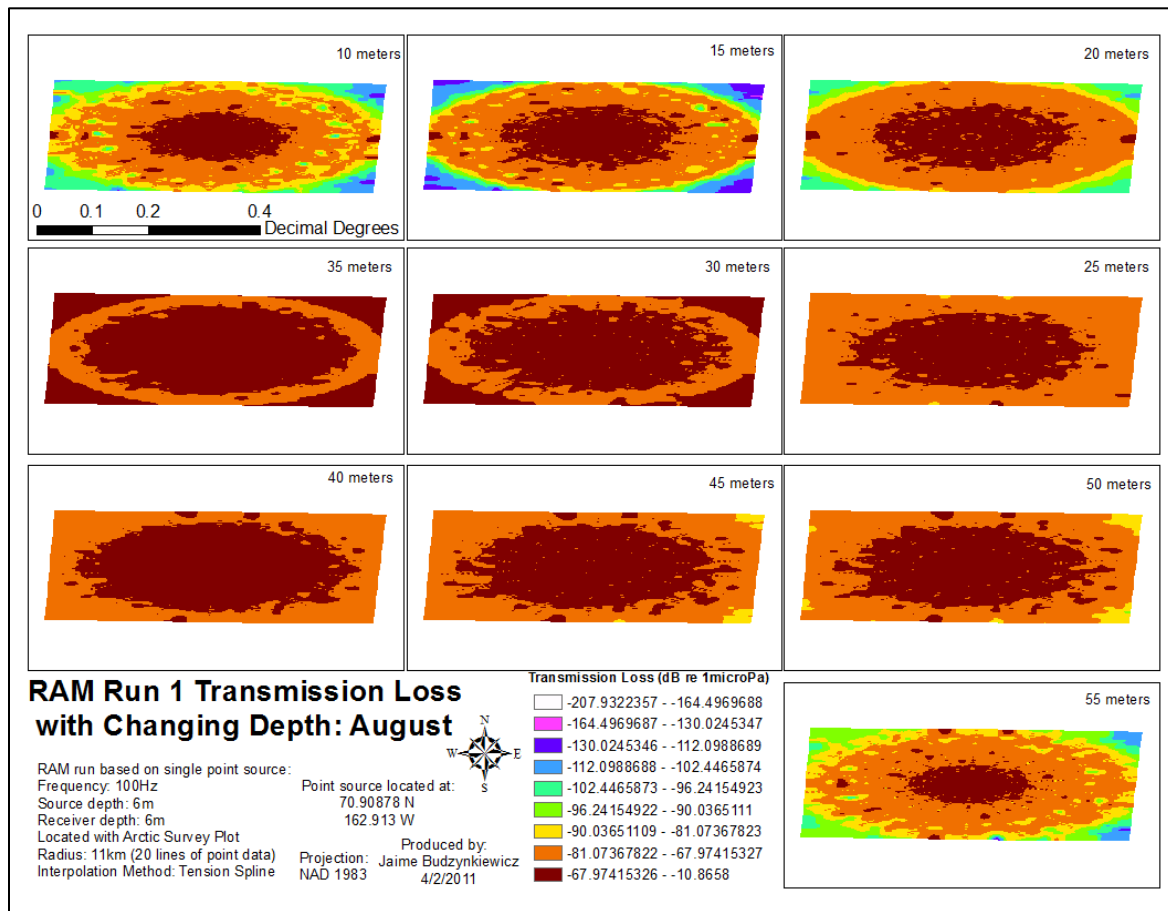 10 meters
15 meters
20 meters
0 0.1 0.2 0.4
Decimal Degrees
35 meters
30 meters
25 meters
40 meters
45 meters
50 meters
RAM Run 1 Transmission Loss
with Changing Depth: August
N
W E
S
RAM run based on single point source:
Frequency: 100Hz
Source depth: 6m
Receiver depth: 6m
Located with Arctic Survey Plot
Radius: 11km (20 lines of point data)
Interpolation Method: Tension Spline
Point source located at:
70.90878 N
162.913 W
Projection:
NAD 1983
Produced by:
Jaime Budzynkiewicz
4/2/2011
Transmission Loss (dB re 1microPa)
-207.9322357 - -164.4969688
-164.4969687 - -130.0245347
-130.0245346 - -112.0988689
-112.0988688 - -102.4465874
-102.4465873 - -96.24154923
-96.24154922 - -90.0365111
-90.03651109 - -81.07367823
-81.07367822 - -67.97415327
-67.97415326 - -10.8658
55 meters